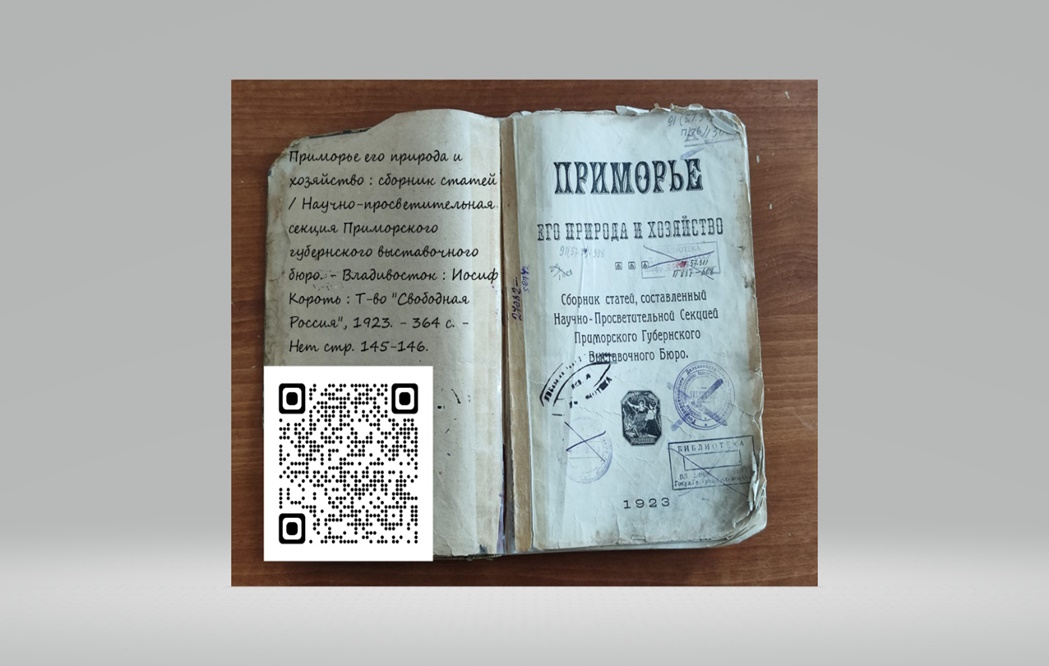 Приморье его природа и
хозяйство : сборник статей
/ Научно-просветительная
секция Приморского
губернского выставочного
бюро. - Владивосток : Иосиф
Коротъ : Т-во "Свободная
Россия", 1923. - 364 с. -
Нет стр. 145-146.
ПРИМОРЬЕ
ЕГО ПРИРОДА И ХОЗЯЙСТВО
Сборник статей, составленный
Научно-Просветительной Секцией
Приморского Губернского
Выставочного Бюро.
БИБЛИОТЕКА
1923